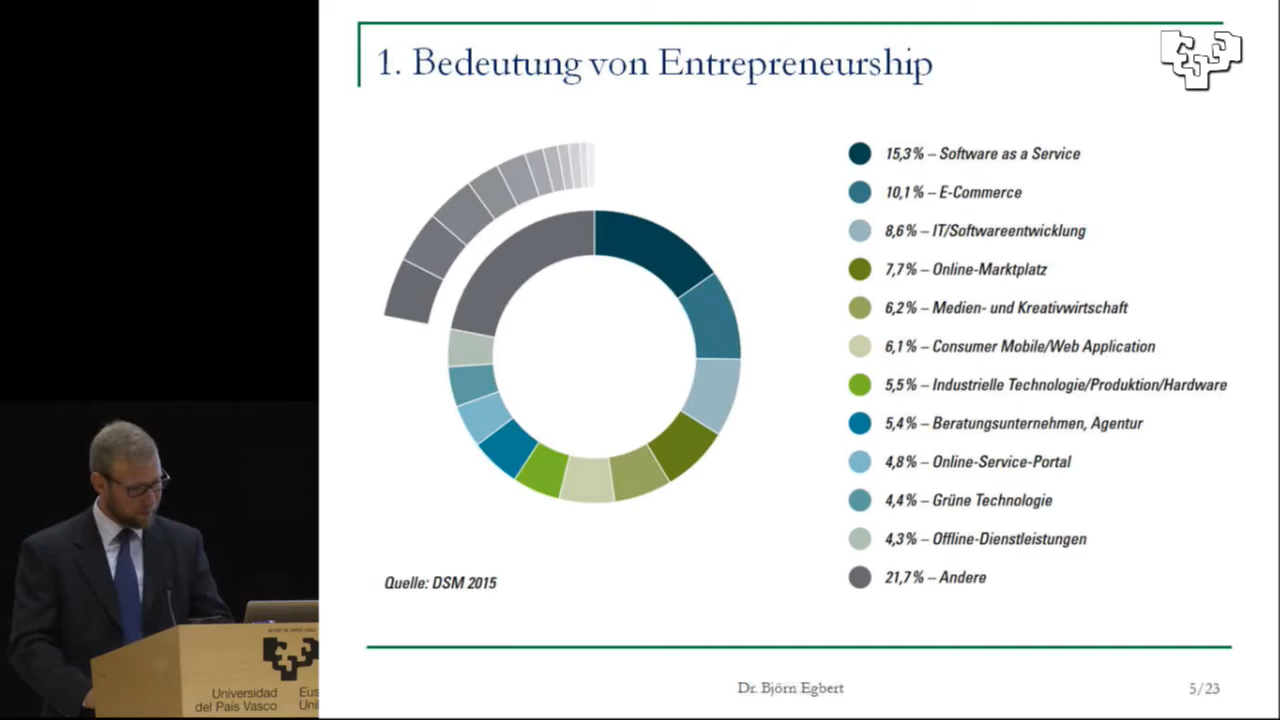 1. Bedeutung von Entrepreneurship
15,3% – Software as a Service
10,1% – E-Commerce
8,6% – IT/Softwareentwicklung
7,7% – Online-Marktplatz
6,2% – Medien- und Kreativwirtschaft
6,1% – Consumer Mobile/Web Application
5,5% – Industrielle Technologie/Produktion/Hardware
5,4% – Beratungsunternehmen, Agentur
4,8% – Online-Service-Portal
4,4% – Grüne Technologie
4,3% – Offline-Dienstleistungen
21,7% – Andere
Quelle: DSM 2015
Dr. Björn Egbert
5/23
Universidad
del País Vasco
Eus
Uni